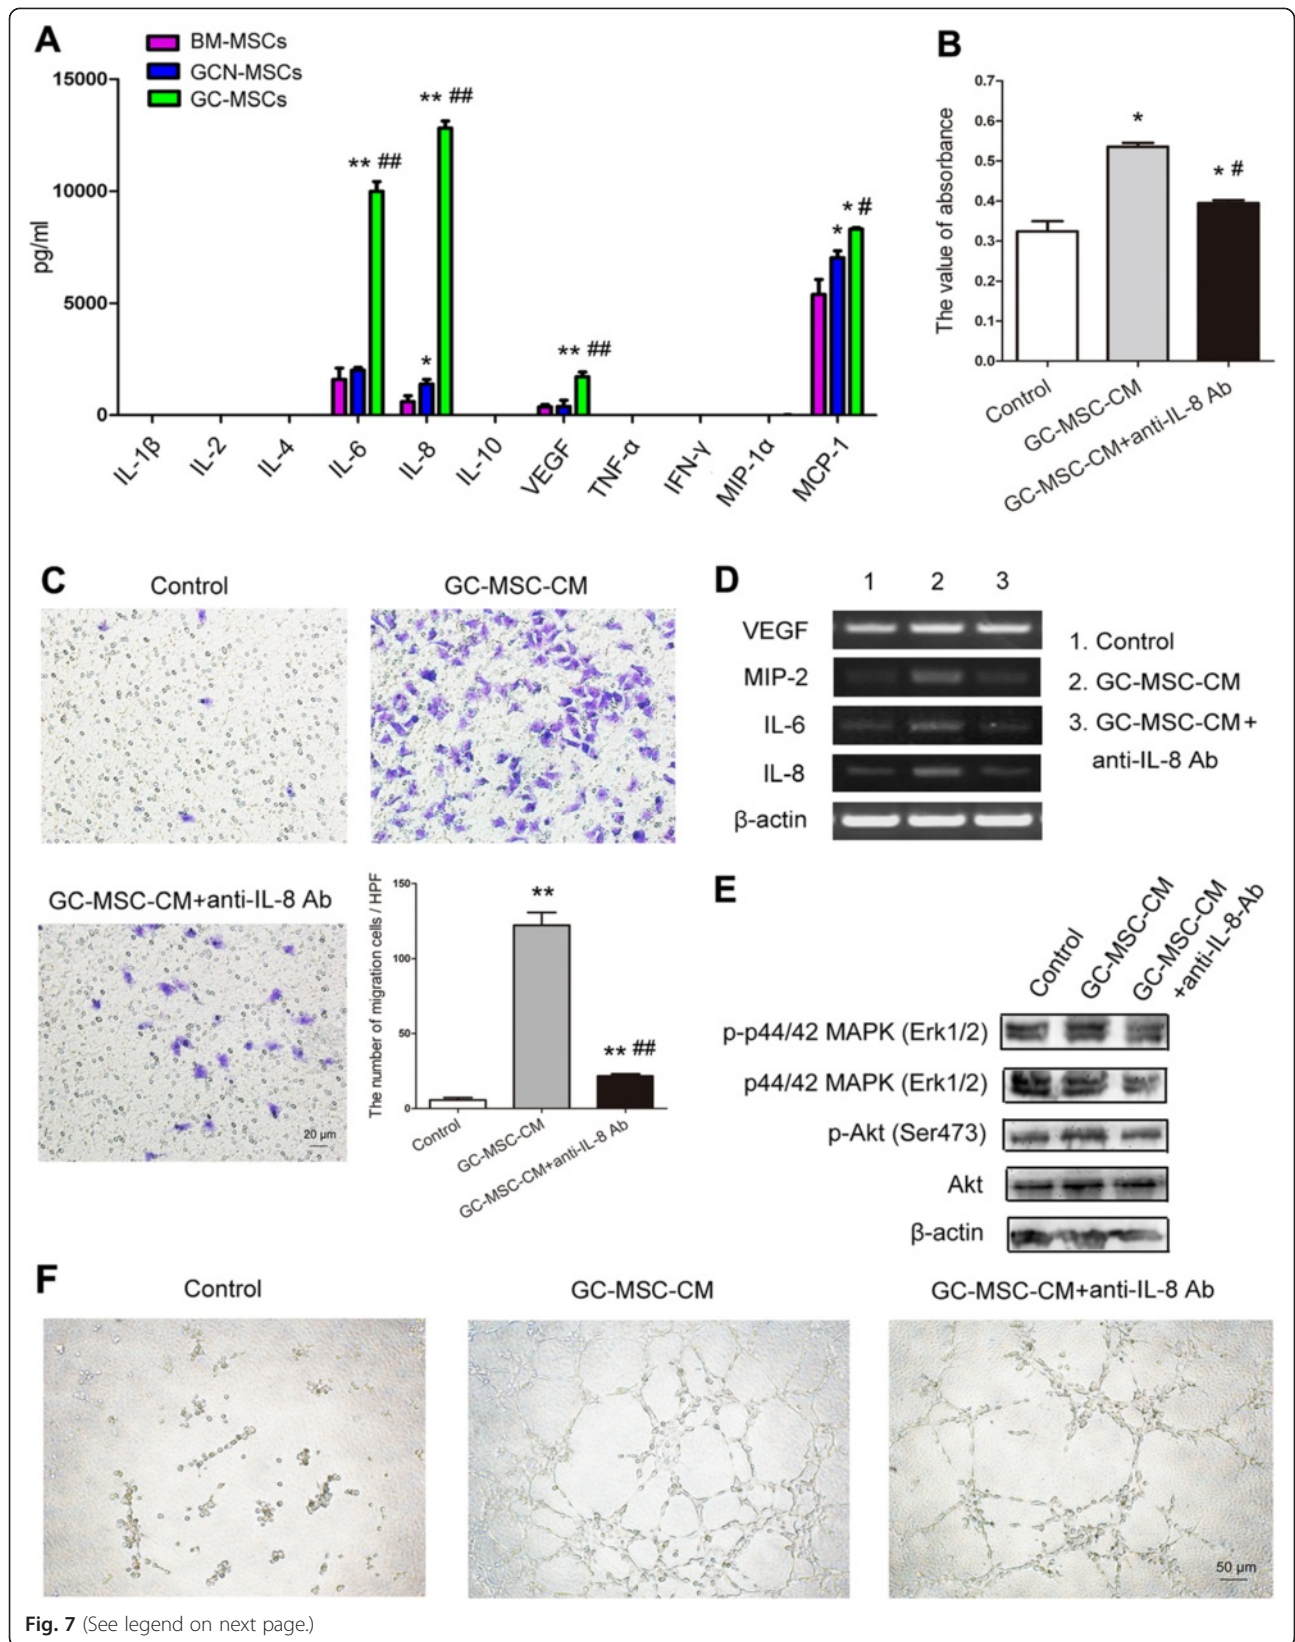 A
BM-MSCs
GCN-MSCs
GC-MSCs
15000
10000
5000
0
pg/ml
** ##
** ##
*
** ##
*
* #
IL-1β
IL-2
IL-4
IL-6
IL-8
IL-10
VEGF
TNF-α
IFN-γ
MIP-1α
MCP-1
B
The value of absorbance
0.7
0.6
0.5
0.4
0.3
0.2
0.1
0.0
*
* #
Control
GC-MSC-CM
GC-MSC-CM+anti-IL-8 Ab
C
Control
GC-MSC-CM
GC-MSC-CM+anti-IL-8 Ab
20 μm
The number of migration cells / HPF
150
100
50
0
**
** ##
Control
GC-MSC-CM
GC-MSC-CM+anti-IL-8 Ab
D
1 2 3
VEGF
MIP-2
IL-6
IL-8
β-actin
1. Control
2. GC-MSC-CM
3. GC-MSC-CM+
anti-IL-8 Ab
E
Control
GC-MSC-CM
GC-MSC-CM
+anti-IL-8-Ab
p-p44/42 MAPK (Erk1/2)
p44/42 MAPK (Erk1/2)
p-Akt (Ser473)
Akt
β-actin
F
Control
GC-MSC-CM
GC-MSC-CM+anti-IL-8 Ab
50 μm
Fig. 7 (See legend on next page.)